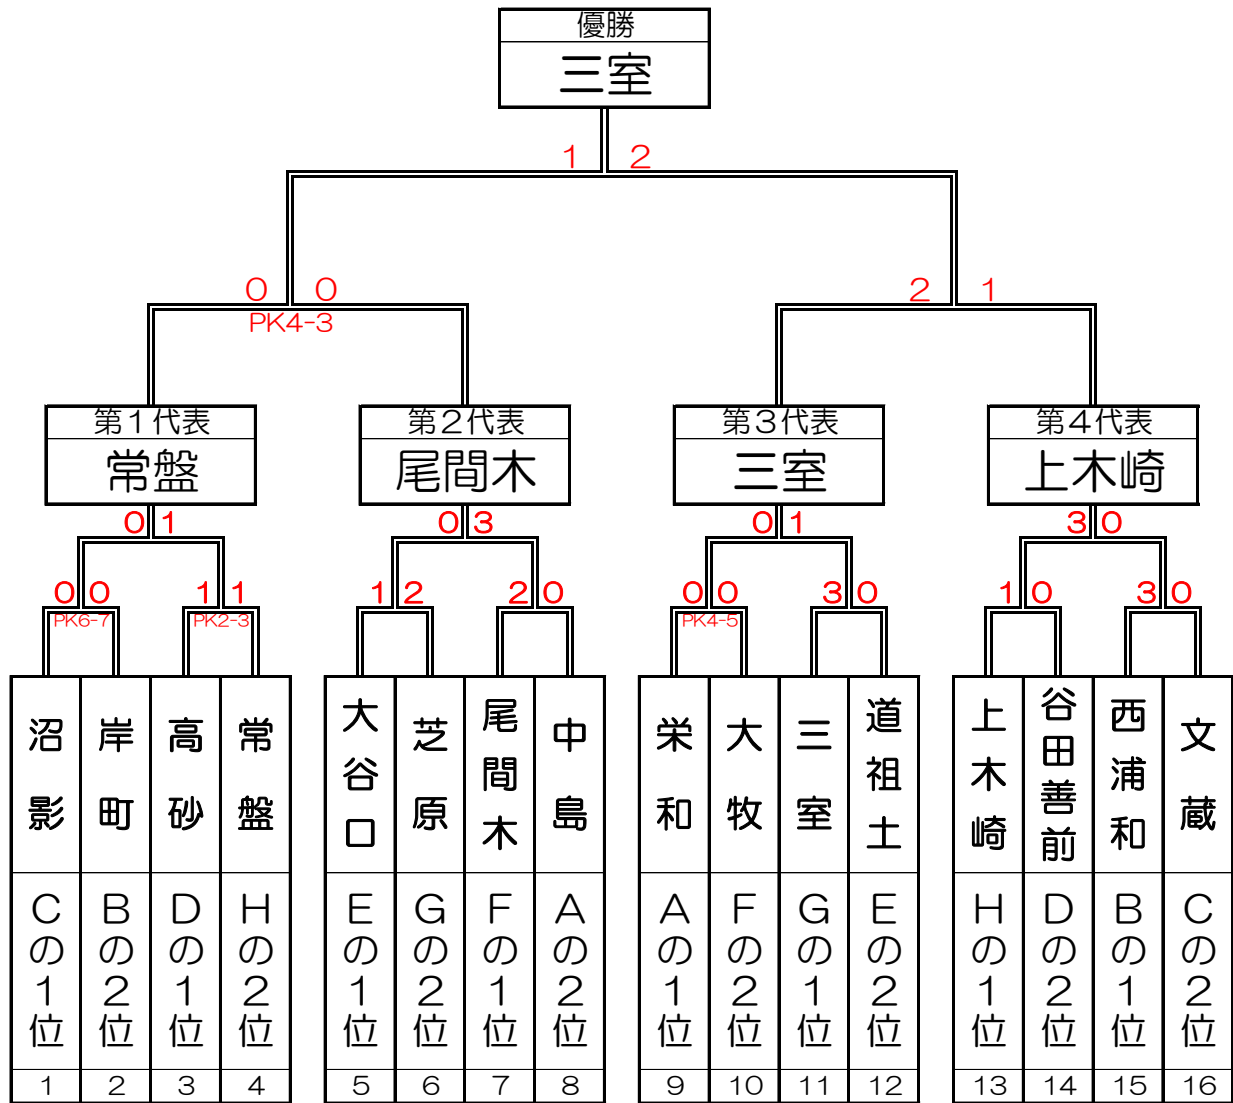 優勝
三室
1 2
0 0
PK4-3
2 1
第1代表
常盤
第2代表
尾間木
第3代表
三室
第4代表
上木崎
0 1
0 3
0 1
3 0
0 0
PK6-7
1 1
PK2-3
1 2
2 0
0 0
PK4-5
3 0
1 0
3 0
沼影
岸町
高砂
常盤
大谷口
芝原
尾間木
中島
栄和
大牧
三室
道祖土
上木崎
谷田善前
西浦和
文蔵
Cの1位
Bの2位
Dの1位
Hの2位
Eの1位
Gの2位
Fの1位
Aの2位
Aの1位
Fの2位
Gの1位
Eの2位
Hの1位
Dの2位
Bの1位
Cの2位
1 2 3 4 5 6 7 8 9 10 11 12 13 14 15 16